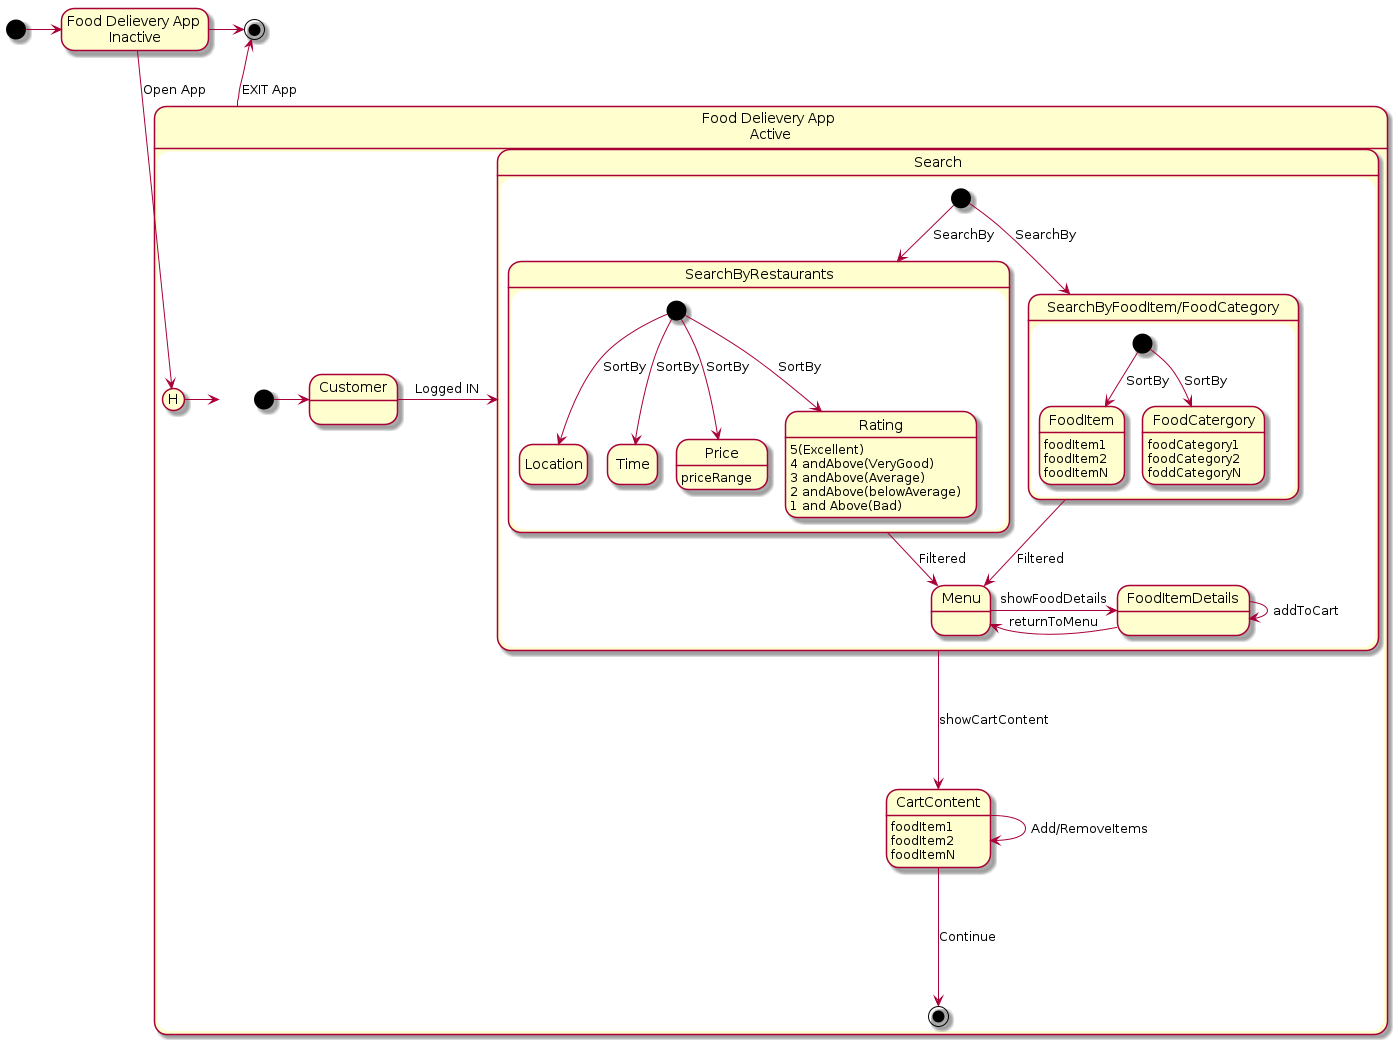 Food Delievery App
Inactive
Open App
EXIT App
Food Delievery App
Active
Search
SearchBy
SearchBy
SearchByRestaurants
SearchByFoodItem/FoodCategory
SortBy
SortBy
SortBy
SortBy
SortBy
SortBy
H
Customer
Logged IN
Location
Time
Price
priceRange
Rating
5(Excellent)
4 andAbove(VeryGood)
3 andAbove(Average)
2 andAbove(belowAverage)
1 and Above(Bad)
FoodItem
foodItem1
foodItem2
foodItemN
FoodCatergory
foodCategory1
foodCategory2
foddCategoryN
Filtered
Filtered
Menu
showFoodDetails
returnToMenu
FoodItemDetails
addToCart
showCartContent
CartContent
foodItem1
foodItem2
foodItemN
Add/RemoveItems
Continue